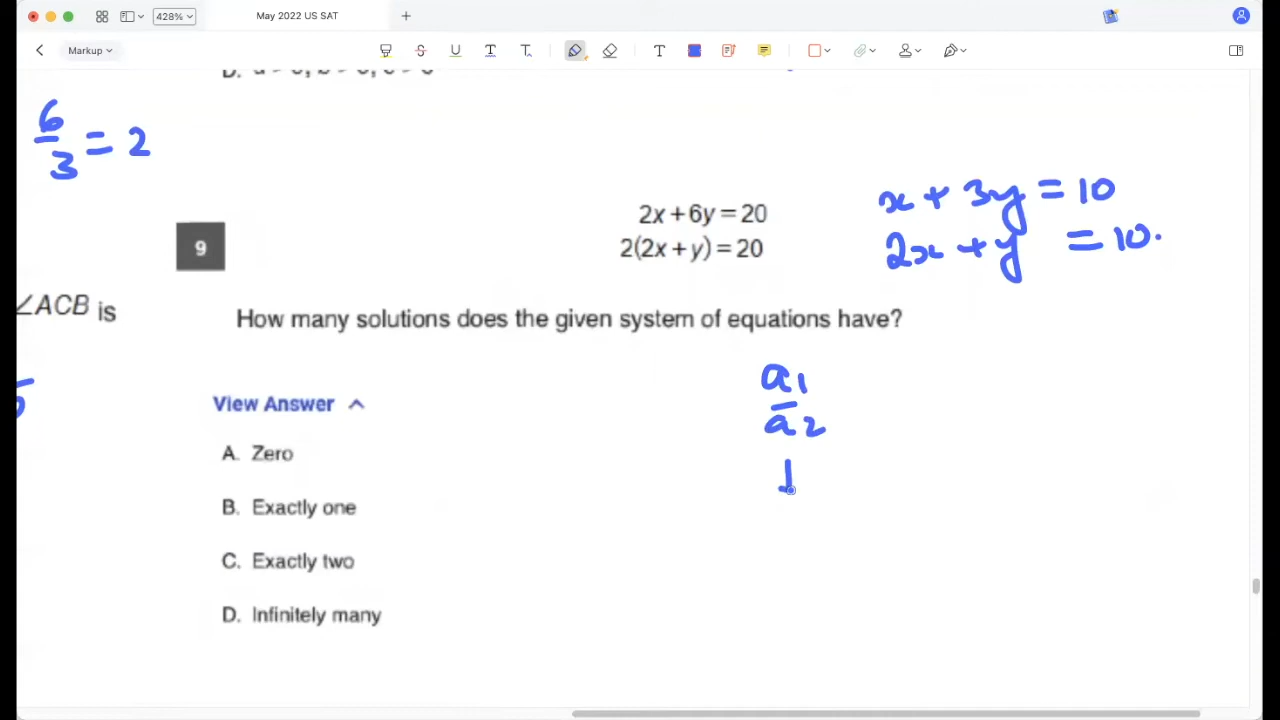 428%
May 2022 US SAT
Markup
6/3 = 2
2x+6y=20
2(2x+y)=20
x + 3y = 10
2x + y = 10.
9
∠ACB is
How many solutions does the given system of equations have?
a1
a2
1
View Answer
A. Zero
B. Exactly one
C. Exactly two
D. Infinitely many